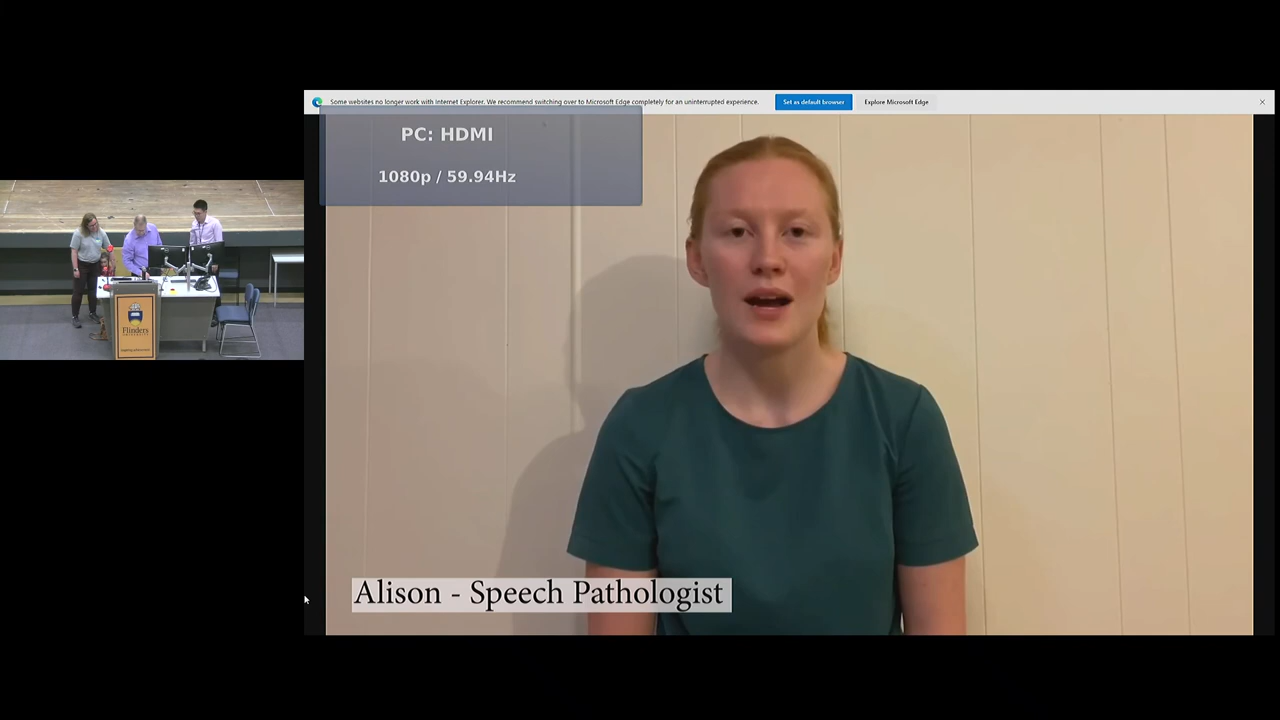 Some websites no longer work with Internet Explorer. We recommend switching over to Microsoft Edge completely for an uninterrupted experience.
Set as default browser
Explore Microsoft Edge
PC: HDMI
1080p / 59.94Hz
Flinders
UNIVERSITY
Alison - Speech Pathologist